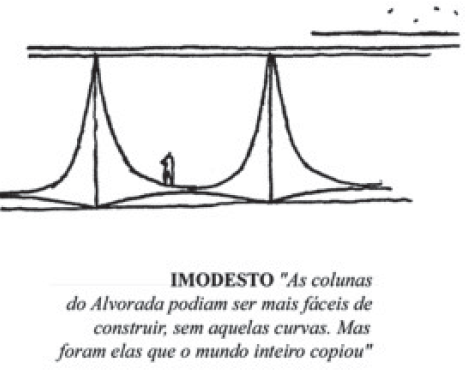 IMODESTO "As colunas
do Alvorada podiam ser mais fáceis de
construir, sem aquelas curvas. Mas
foram elas que o mundo inteiro copiou"